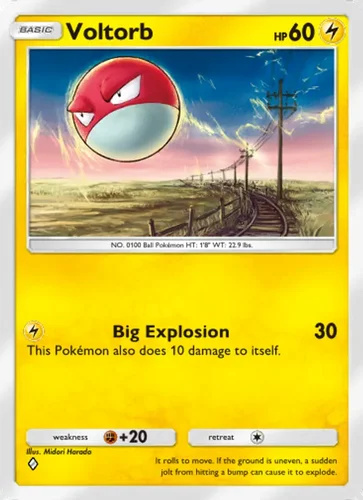 BASIC Voltorb HP 60
NO. 0100 Ball Pokémon HT: 1'8" WT: 22.9 lbs.
Big Explosion 30
This Pokémon also does 10 damage to itself.
weakness +20 retreat
Illus. Midori Harada
It rolls to move. If the ground is uneven, a sudden
jolt from hitting a bump can cause it to explode.